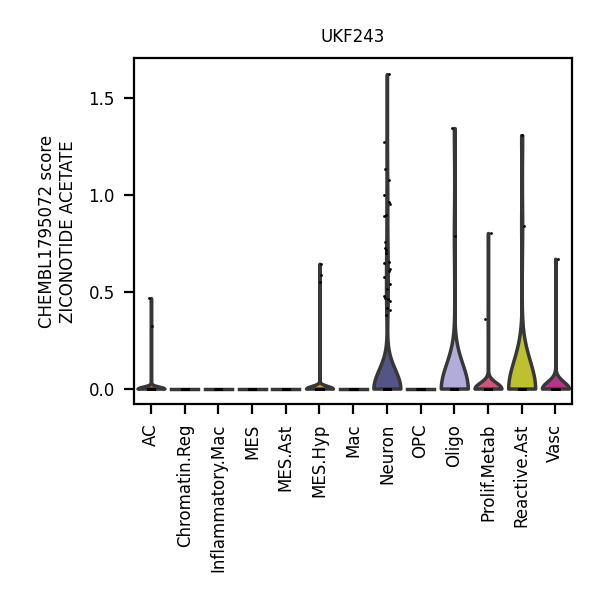 UKF243
CHEMBL1795072 score
ZICONOTIDE ACETATE
1.5
1.0
0.5
0.0
AC
Chromatin.Reg
Inflammatory.Mac
MES
MES.Ast
MES.Hyp
Mac
Neuron
OPC
Oligo
Prolif.Metab
Reactive.Ast
Vasc